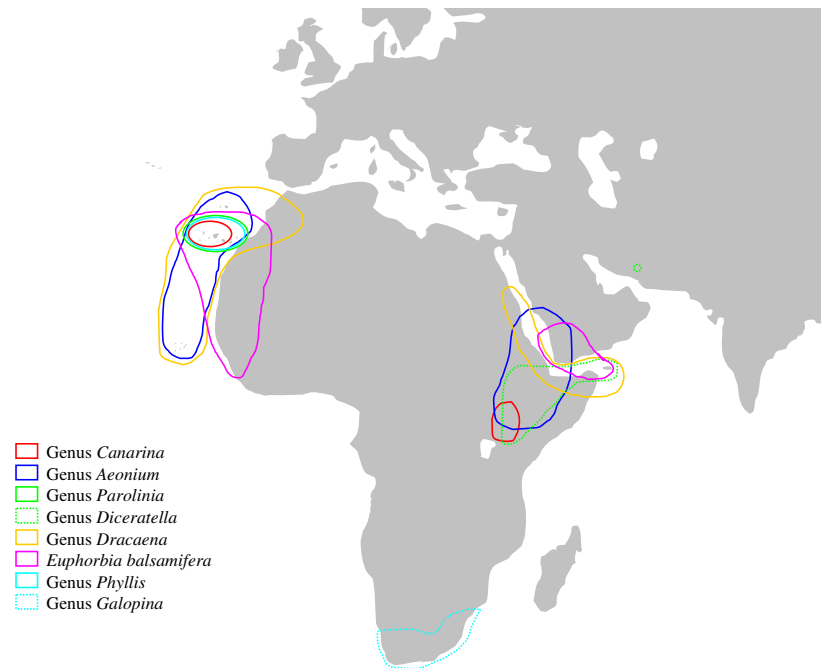 Genus Canarina
Genus Aeonium
Genus Parolinia
Genus Diceratella
Genus Dracaena
Euphorbia balsamifera
Genus Phyllis
Genus Galopina